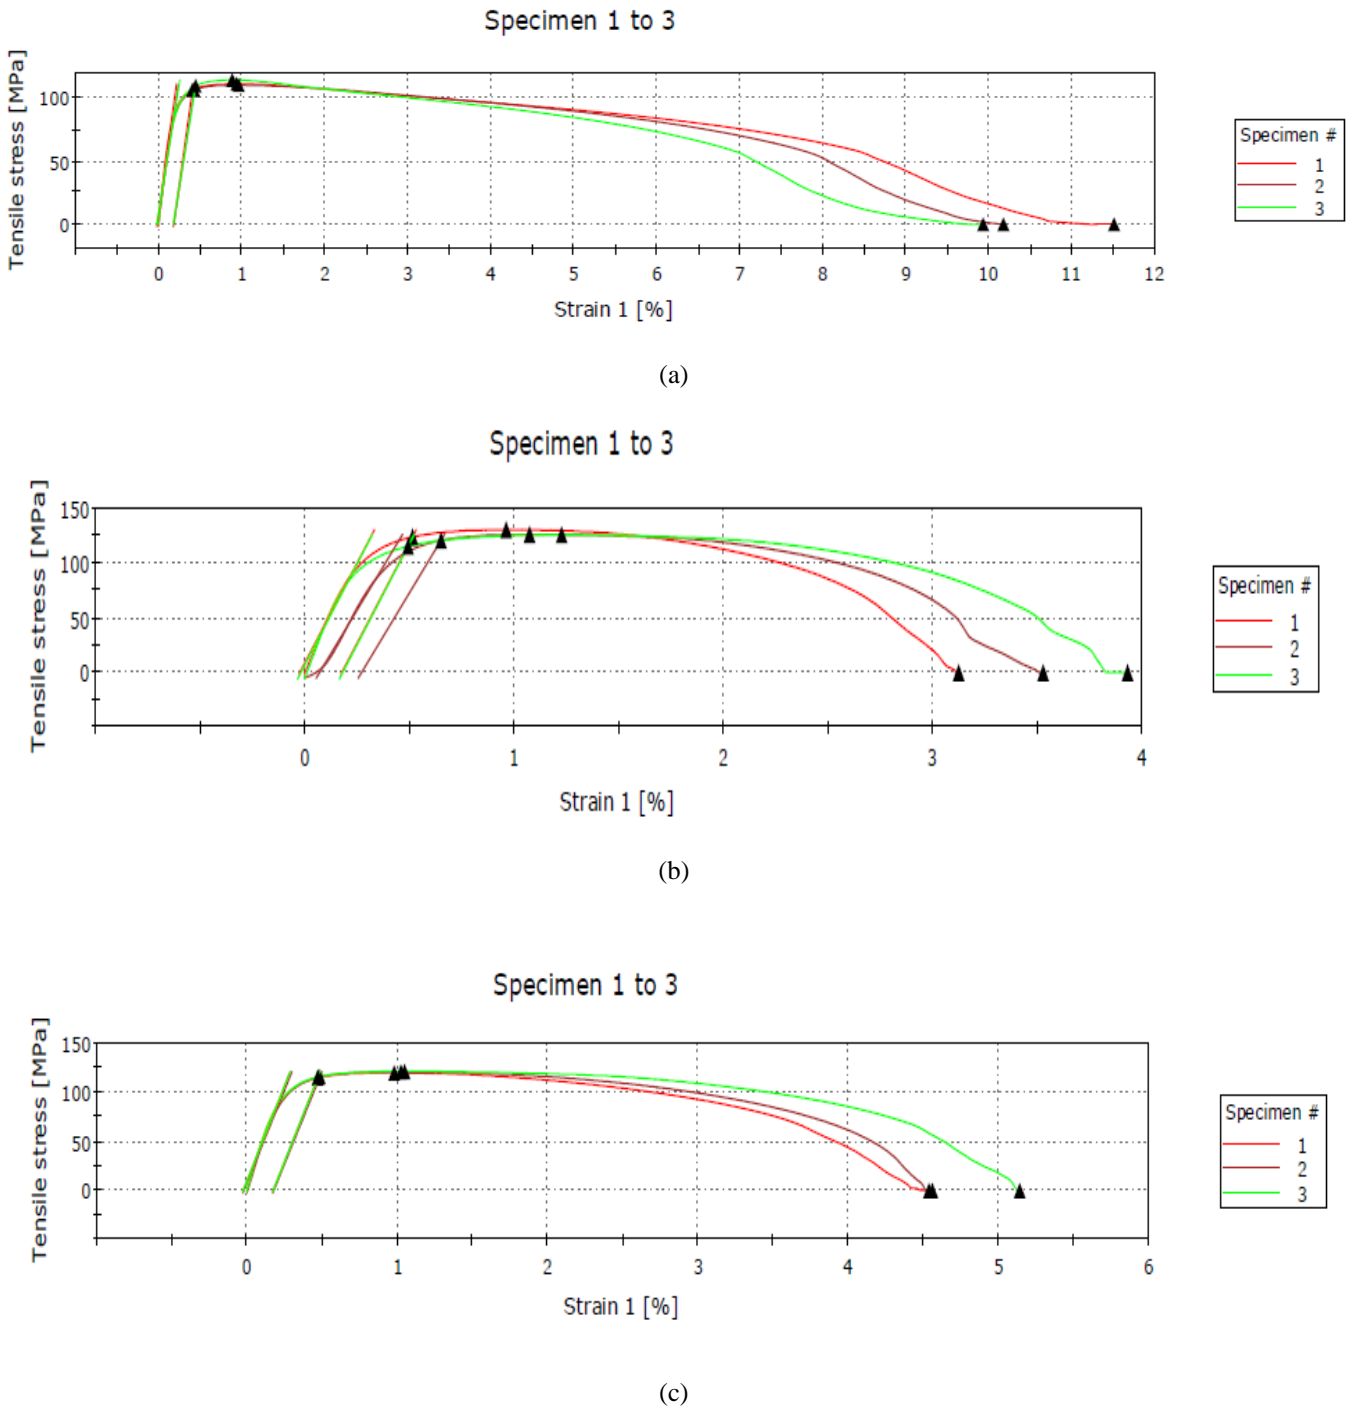 Specimen 1 to 3
Tensile stress [MPa]
100
50
0
0 1 2 3 4 5 6 7 8 9 10 11 12
Strain 1 [%]
Specimen #
1
2
3
(a)
Specimen 1 to 3
Tensile stress [MPa]
150
100
50
0
0 1 2 3 4
Strain 1 [%]
Specimen #
1
2
3
(b)
Specimen 1 to 3
Tensile stress [MPa]
150
100
50
0
0 1 2 3 4 5 6
Strain 1 [%]
Specimen #
1
2
3
(c)